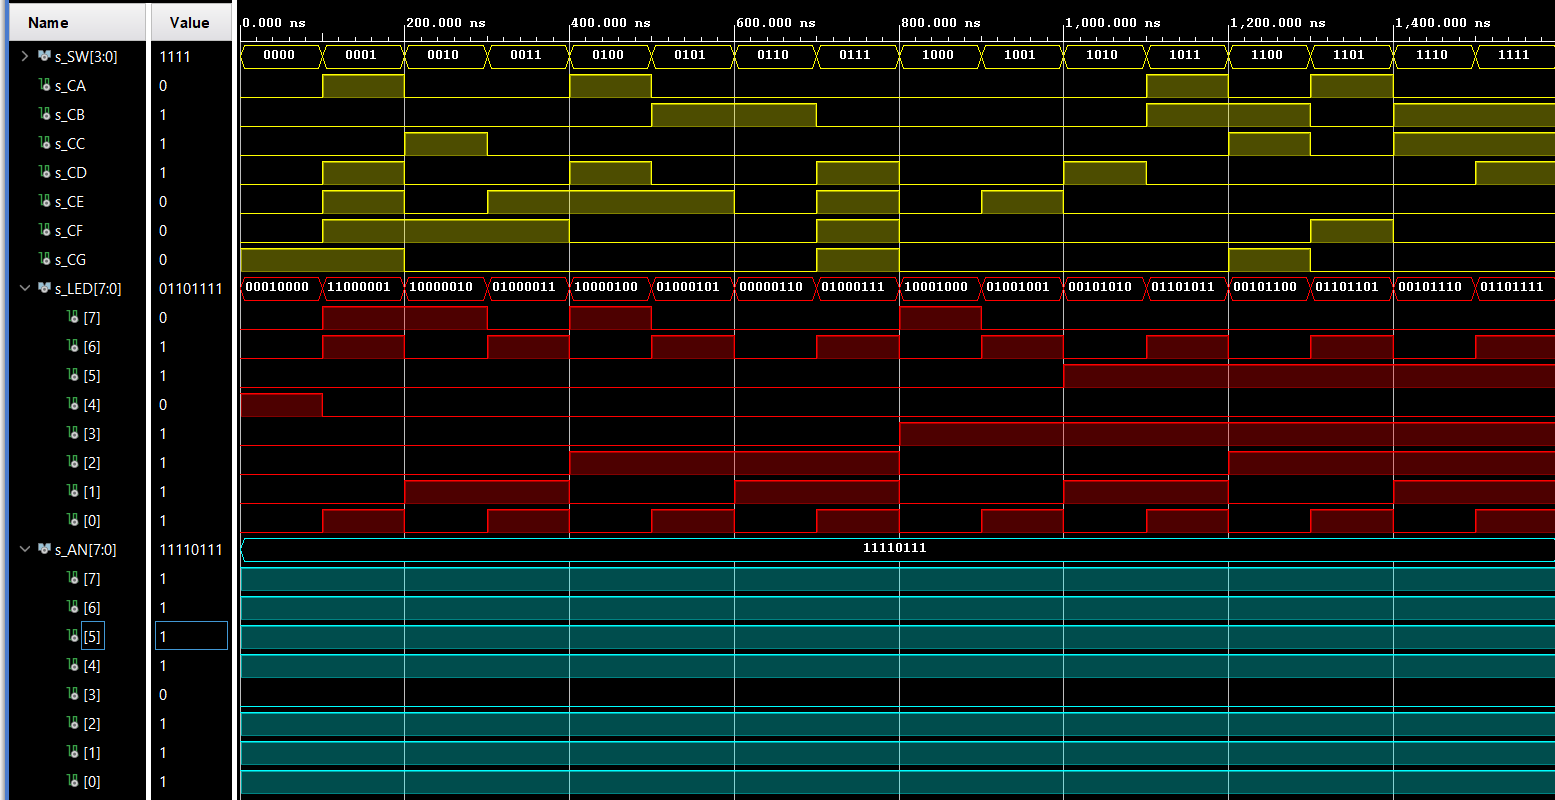 Name Value 0.000 ns 200.000 ns 400.000 ns 600.000 ns 800.000 ns 1,000.000 ns 1,200.000 ns 1,400.000 ns
s_SW[3:0] 1111 0000 0001 0010 0011 0100 0101 0110 0111 1000 1001 1010 1011 1100 1101 1110 1111
s_CA 0
s_CB 1
s_CC 1
s_CD 1
s_CE 0
s_CF 0
s_CG 0
s_LED[7:0] 01101111 00010000 11000001 10000010 01000011 10000100 01000101 00000110 01000111 10001000 01001001 00101010 01101011 00101100 01101101 00101110 01101111
[7] 0
[6] 1
[5] 1
[4] 0
[3] 1
[2] 1
[1] 1
[0] 1
s_AN[7:0] 11110111 11110111
[7] 1
[6] 1
[5] 1
[4] 1
[3] 0
[2] 1
[1] 1
[0] 1